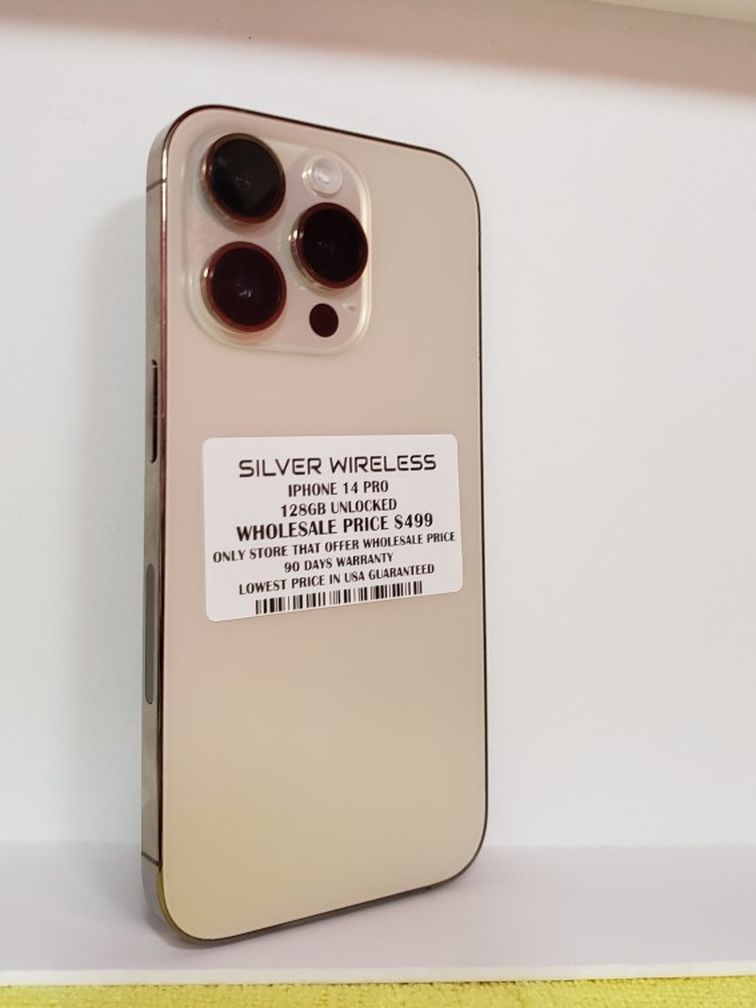 SILVER WIRELESS
IPHONE 14 PRO
128GB UNLOCKED
WHOLESALE PRICE $499
ONLY STORE THAT OFFER WHOLESALE PRICE
90 DAYS WARRANTY
LOWEST PRICE IN USA GUARANTEED